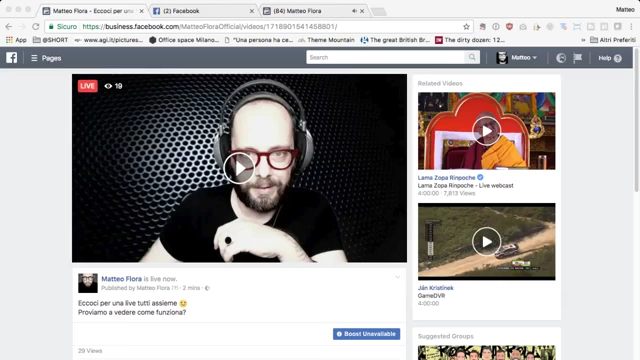 Matteo Flora - Eccoci per una
(2) Facebook
(84) Matteo Flora
Matteo
Sicuro
https://business.facebook.com/MatteoFloraOfficial/videos/1718901541458801/
@SHORT
www.agi.it/pictures...
Office space Milano...
"Una persona ha ce...
Theme Mountain
The great British Br...
The dirty dozen: 12...
Altri Preferiti
Pages
Search
Matteo
Help
LIVE
19
Related Videos
Lama Zopa Rinpoche
Lama Zopa Rinpoche - Live webcast
4:00:00 · 7,813 Views
Ján Kristínek
GameDVR
4:00:00
Suggested Groups
Matteo Flora is live now.
Published by Matteo Flora [?] · 2 mins ·
Eccoci per una live tutti assieme
Proviamo a vedere come funziona?
Boost Unavailable
29 Views